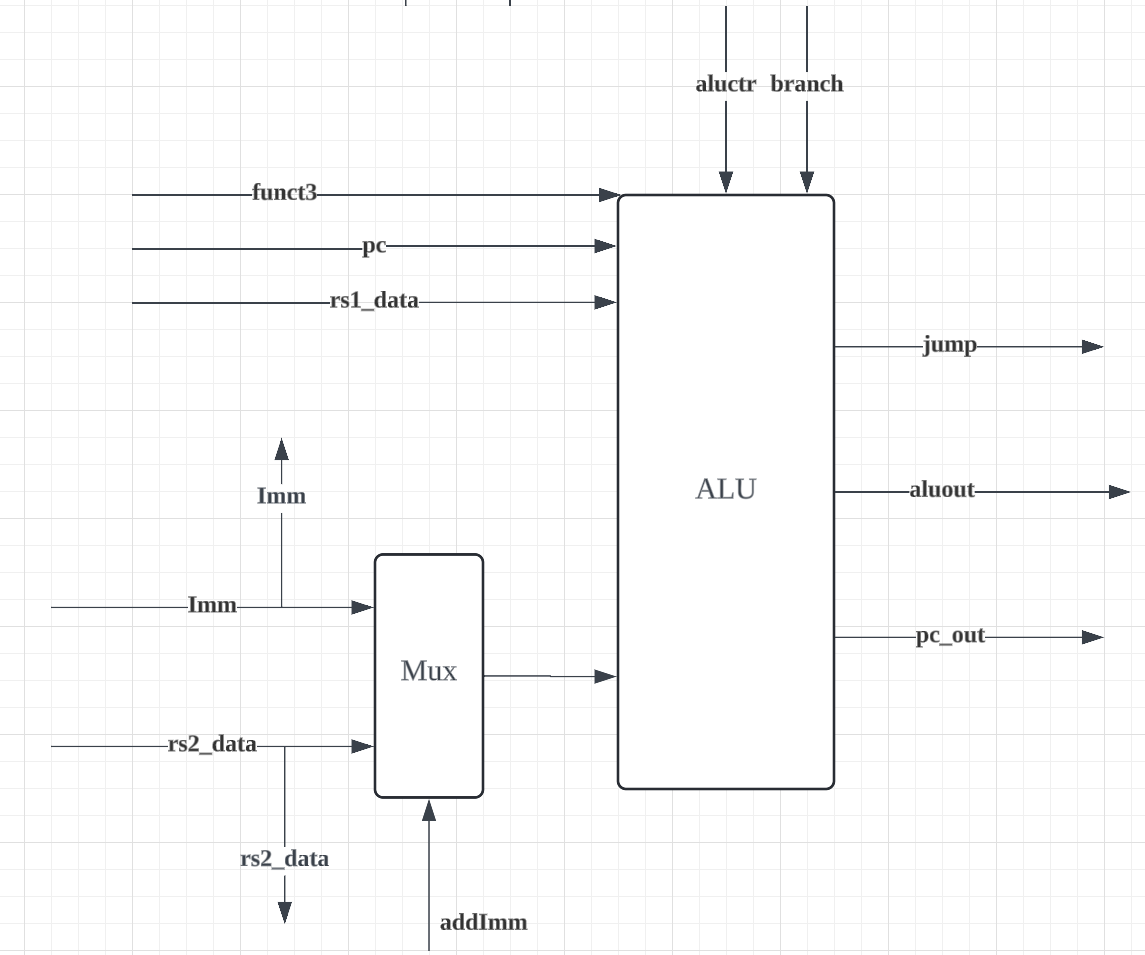 aluctr branch
funct3
pc
rs1_data
jump
ALU
aluout
Imm
Imm
pc_out
Mux
rs2_data
rs2_data
addImm